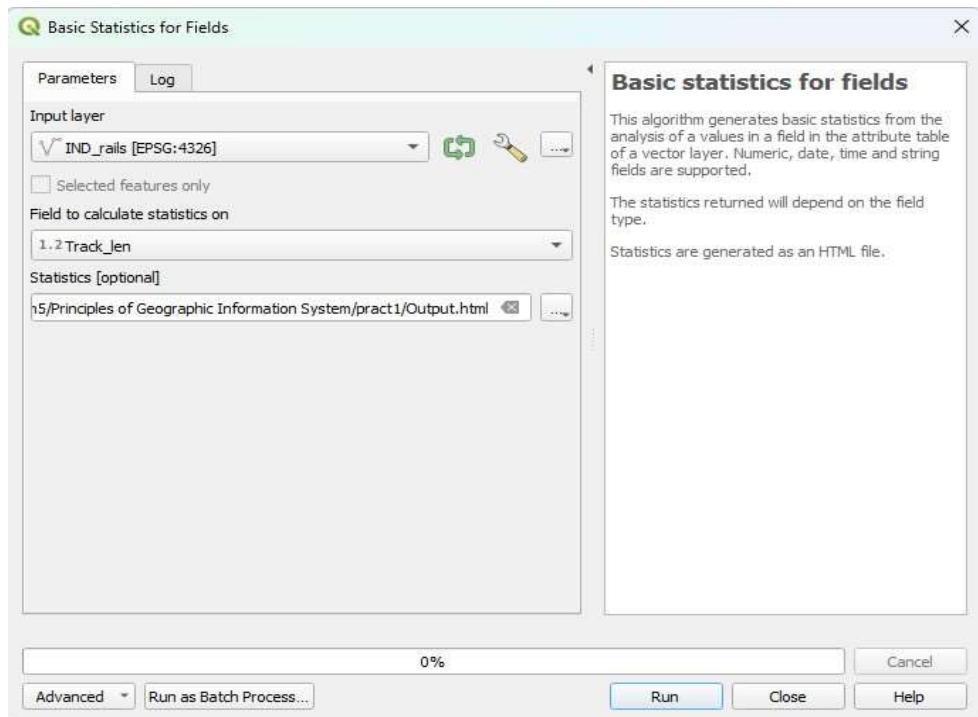 Basic Statistics for Fields
Parameters
Log
Input layer
IND_rails [EPSG:4326]
...
Selected features only
Field to calculate statistics on
1.2 Track_len
Statistics [optional]
n5/Principles of Geographic Information System/pract1/Output.html
...
Basic statistics for fields
This algorithm generates basic statistics from the
analysis of a values in a field in the attribute table
of a vector layer. Numeric, date, time and string
fields are supported.
The statistics returned will depend on the field
type.
Statistics are generated as an HTML file.
0%
Cancel
Advanced
Run as Batch Process...
Run
Close
Help